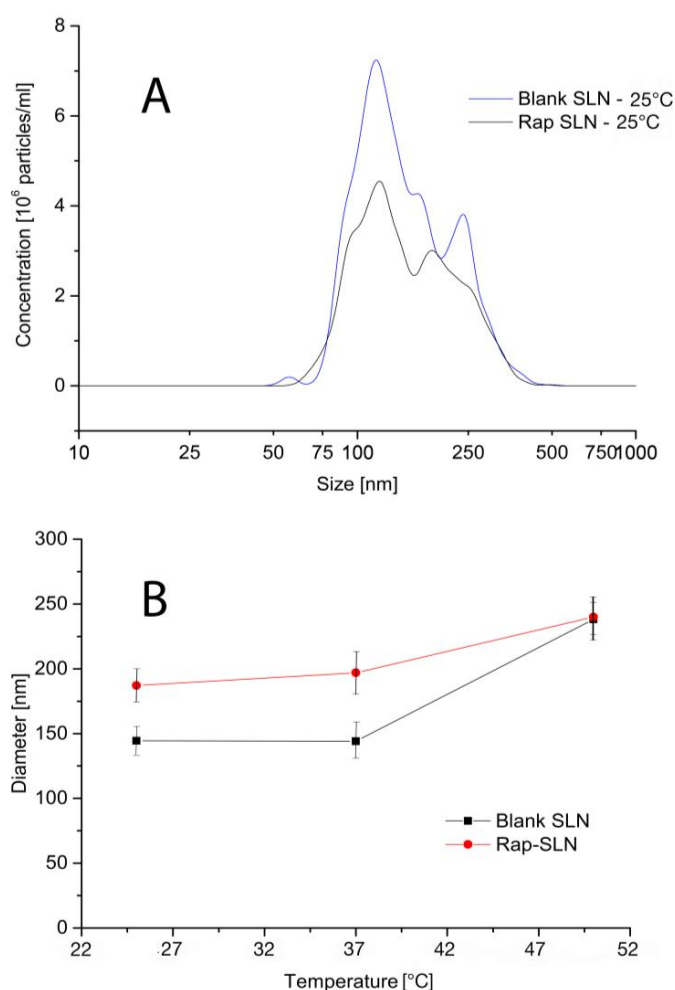 8
6
4
2
0
Concentration [10⁶ particles/ml]
A
Blank SLN - 25°C
Rap SLN - 25°C
10 25 50 75 100 250 500 750 1000
Size [nm]
300
250
200
150
100
50
0
Diameter [nm]
B
Blank SLN
Rap-SLN
22 27 32 37 42 47 52
Temperature [°C]